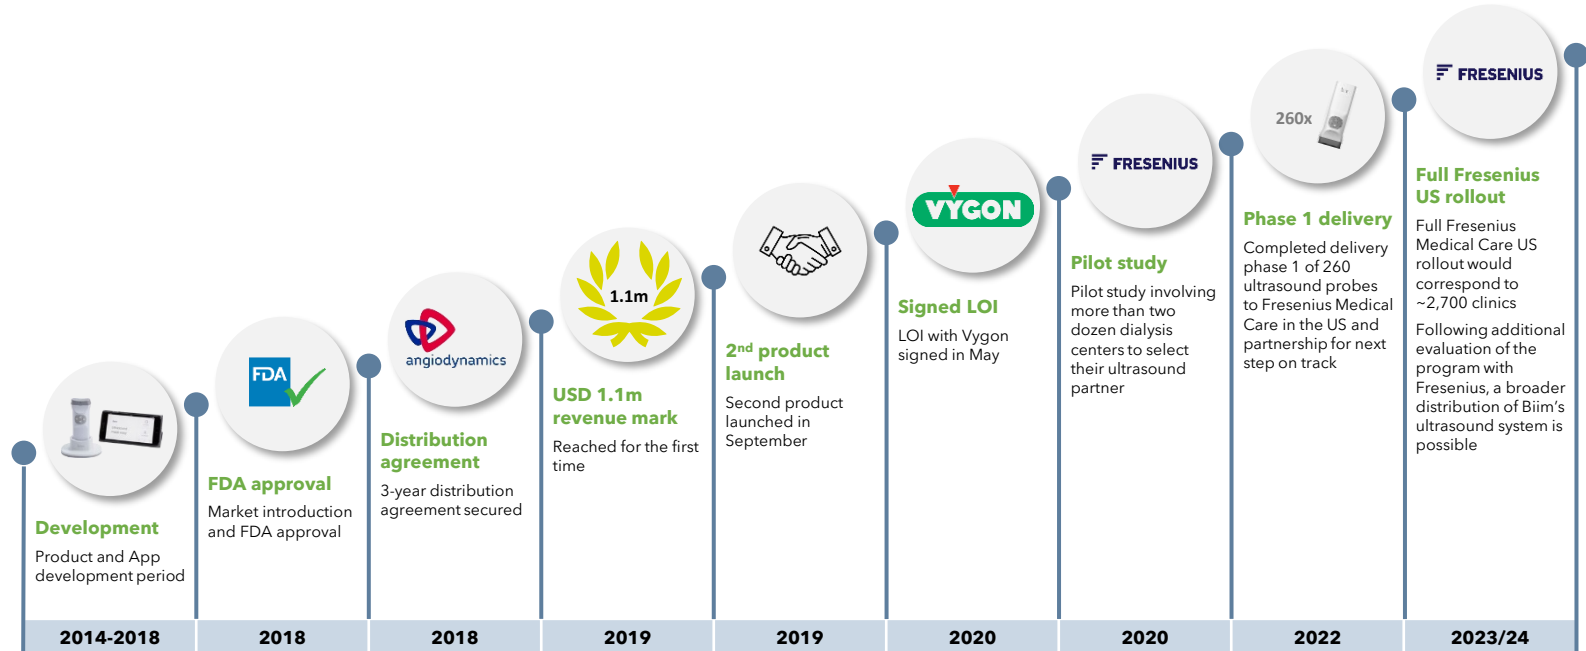 Development
Product and App
development period
2014-2018
FDA
FDA approval
Market introduction
and FDA approval
2018
angiodynamics
Distribution
agreement
3-year distribution
agreement secured
2018
1.1m
USD 1.1m
revenue mark
Reached for the first
time
2019
2nd product
launch
Second product
launched in
September
2019
VYGON
Signed LOI
LOI with Vygon
signed in May
2020
FRESENIUS
Pilot study
Pilot study involving
more than two
dozen dialysis
centers to select
their ultrasound
partner
2020
260x
Phase 1 delivery
Completed delivery
phase 1 of 260
ultrasound probes
to Fresenius Medical
Care in the US and
partnership for next
step on track
2022
FRESENIUS
Full Fresenius
US rollout
Full Fresenius
Medical Care US
rollout would
correspond to
~2,700 clinics
Following additional
evaluation of the
program with
Fresenius, a broader
distribution of Biim's
ultrasound system is
possible
2023/24